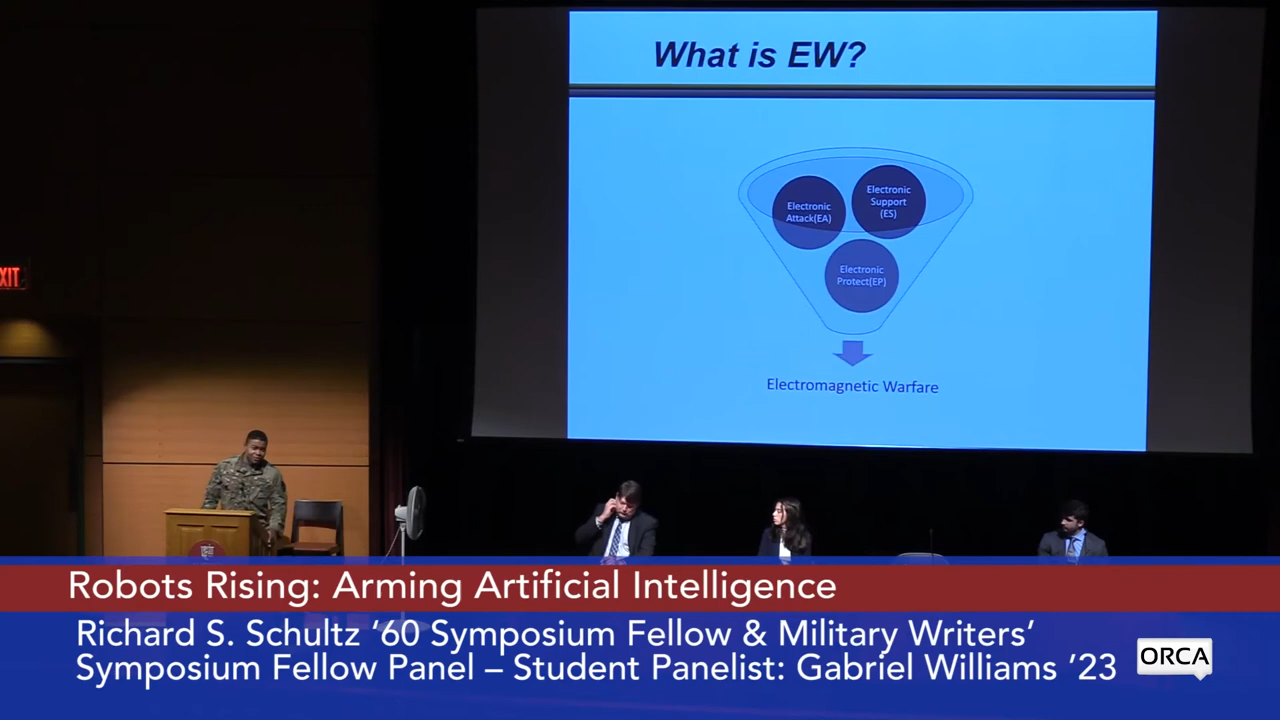 What is EW?
Electronic
Attack(EA)
Electronic
Support
(ES)
Electronic
Protect(EP)
Electromagnetic Warfare
XIT
Robots Rising: Arming Artificial Intelligence
Richard S. Schultz ‘60 Symposium Fellow & Military Writers’
Symposium Fellow Panel – Student Panelist: Gabriel Williams ’23
ORCA